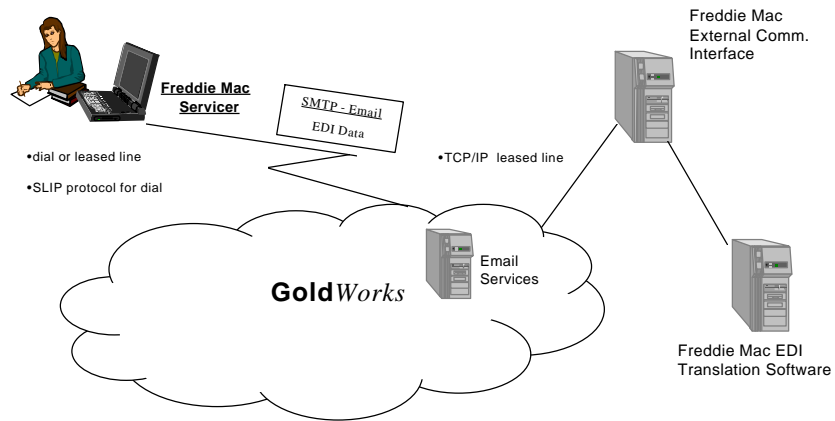 Freddie Mac
External Comm.
Interface
Freddie Mac
Servicer
SMTP - Email
EDI Data
•dial or leased line
•SLIP protocol for dial
•TCP/IP leased line
GoldWorks
Email
Services
Freddie Mac EDI
Translation Software